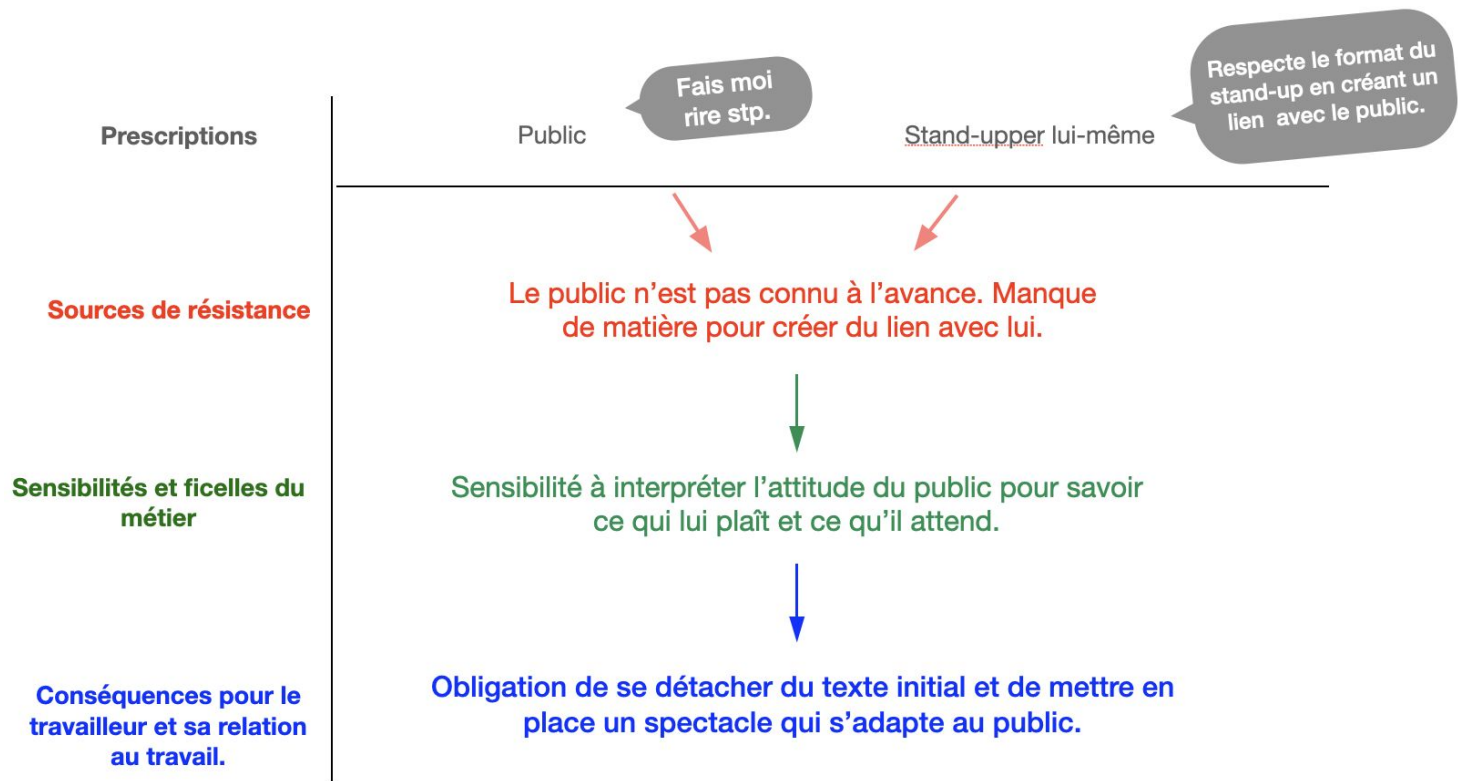 Fais moi
rire stp.
Respecte le format du
stand-up en créant un
lien avec le public.
Prescriptions
Public
Stand-upper lui-même
Sources de résistance
Le public n’est pas connu à l’avance. Manque
de matière pour créer du lien avec lui.
Sensibilités et ficelles du
métier
Sensibilité à interpréter l’attitude du public pour savoir
ce qui lui plaît et ce qu’il attend.
Conséquences pour le
travailleur et sa relation
au travail.
Obligation de se détacher du texte initial et de mettre en
place un spectacle qui s’adapte au public.